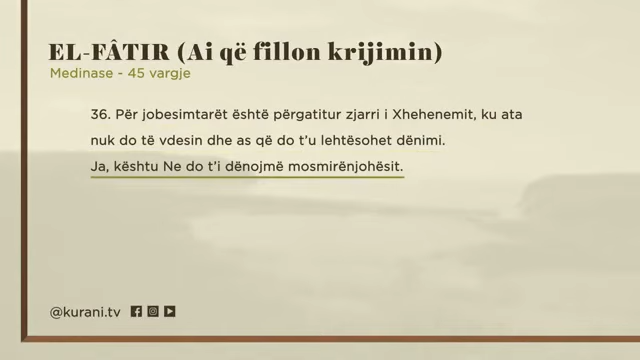 EL-FÂTIR (Ai që fillon krijimin)
Medinase - 45 vargje
36. Për jobesimtarët është përgatitur zjarri i Xhehenemit, ku ata
nuk do të vdesin dhe as që do t'u lehtësohet dënimi.
Ja, kështu Ne do t'i dënojmë mosmirënjohësit.
@kurani.tv